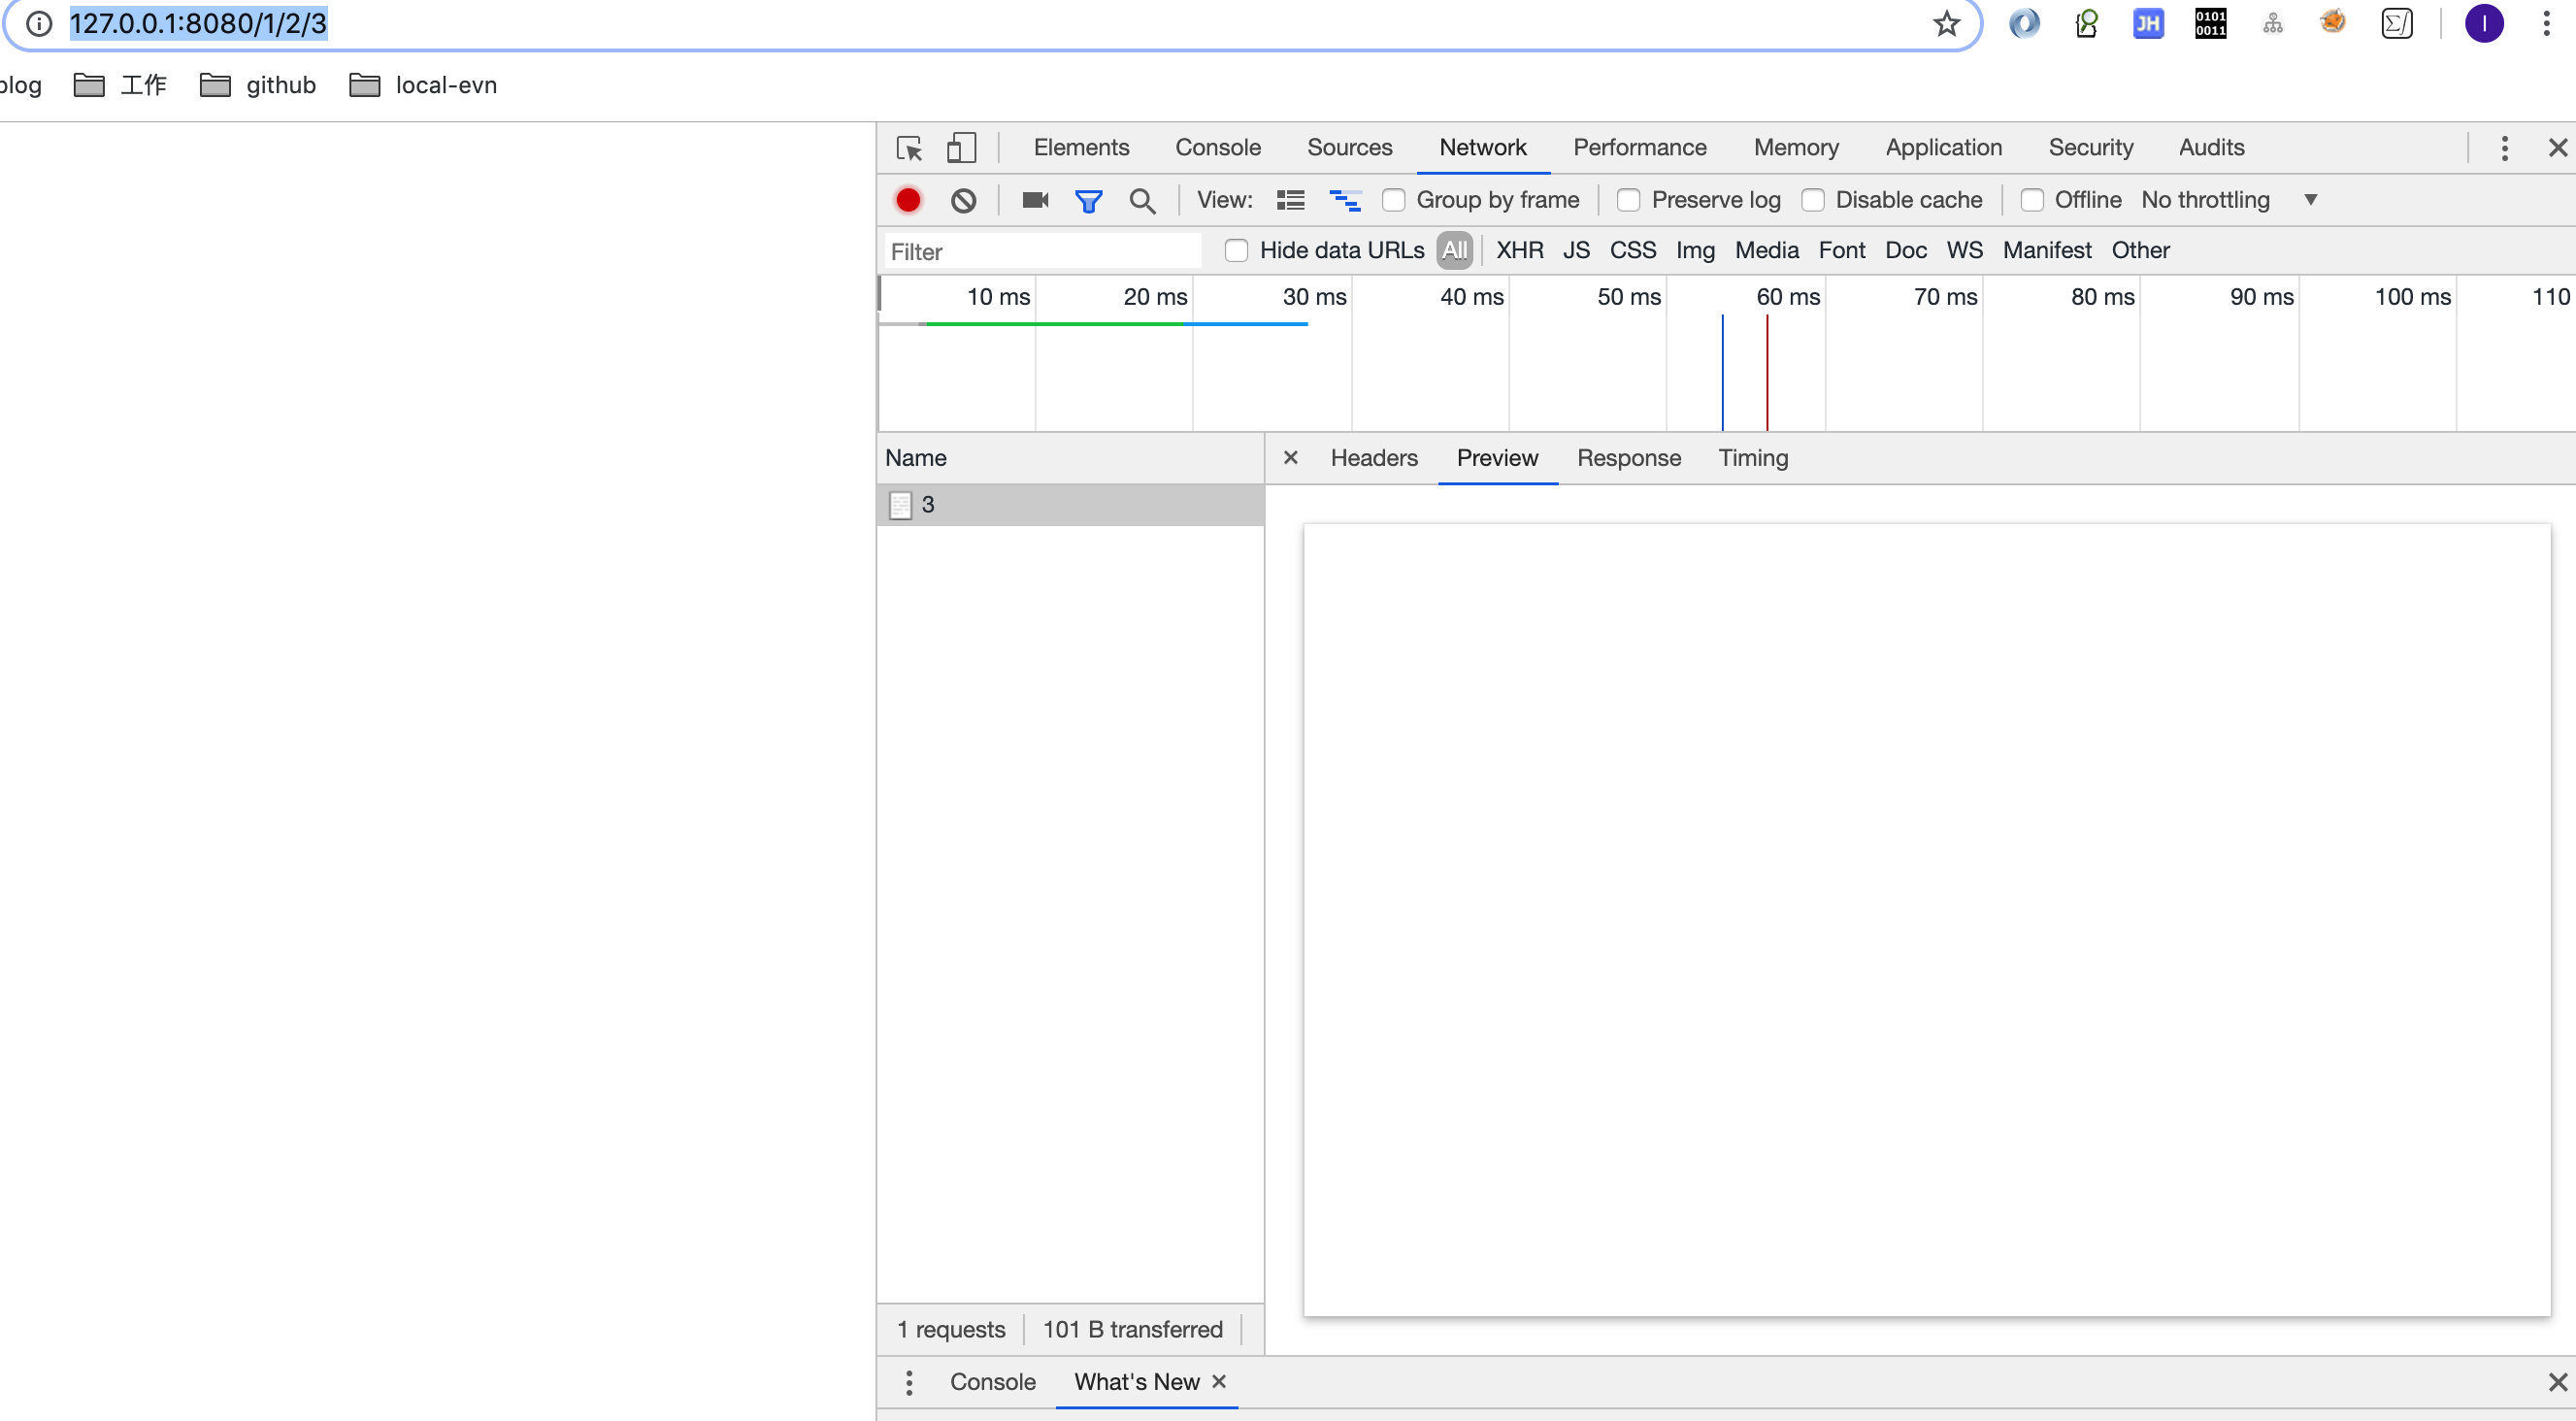 127.0.0.1:8080/1/2/3
JH
0101
0011
Σ∫
I
blog 工作 github local-evn
Elements Console Sources Network Performance Memory Application Security Audits
View: Group by frame Preserve log Disable cache Offline No throttling
Filter Hide data URLs All XHR JS CSS Img Media Font Doc WS Manifest Other
10 ms 20 ms 30 ms 40 ms 50 ms 60 ms 70 ms 80 ms 90 ms 100 ms 110
Name
Headers Preview Response Timing
3
1 requests 101 B transferred
Console What's New